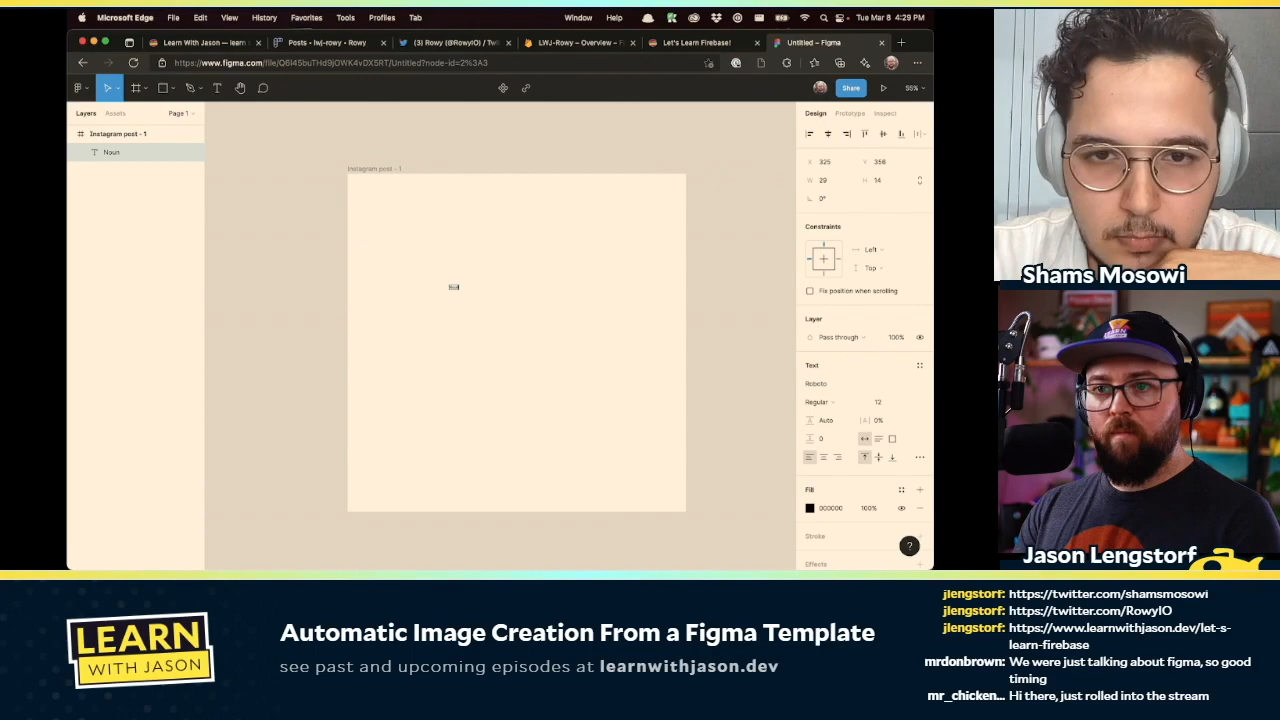 Microsoft Edge File Edit View History Favorites Tools Profiles Tab Window Help Tue Mar 8 4:29 PM
Learn With Jason — learn Posts - lwj-rowy • Rowy (3) Rowy (@RowyIO) / Twi LWJ-Rowy – Overview – Fi Let's Learn Firebase! Untitled – Figma
https://www.figma.com/file/Q6I45buTHd9jOWK4vDX5RT/Untitled?node-id=2%3A3
Share 55%
Layers Assets Page 1
Instagram post - 1
Noun
Instagram post - 1
Design Prototype Inspect
X 325 Y 356
W 29 H 14
0°
Constraints
Left
Top
Fix position when scrolling
Layer
Pass through 100%
Text
Roboto
Regular 12
Auto 0%
0
Fill
000000 100%
Stroke
Effects
?
Shams Mosowi
Jason Lengstorf
LEARN
WITH JASON
Automatic Image Creation From a Figma Template
see past and upcoming episodes at learnwithjason.dev
jlengstorf: https://twitter.com/shamsmosowi
jlengstorf: https://twitter.com/RowyIO
jlengstorf: https://www.learnwithjason.dev/let-s-
learn-firebase
mrdonbrown: We were just talking about figma, so good
timing
mr_chicken... Hi there, just rolled into the stream